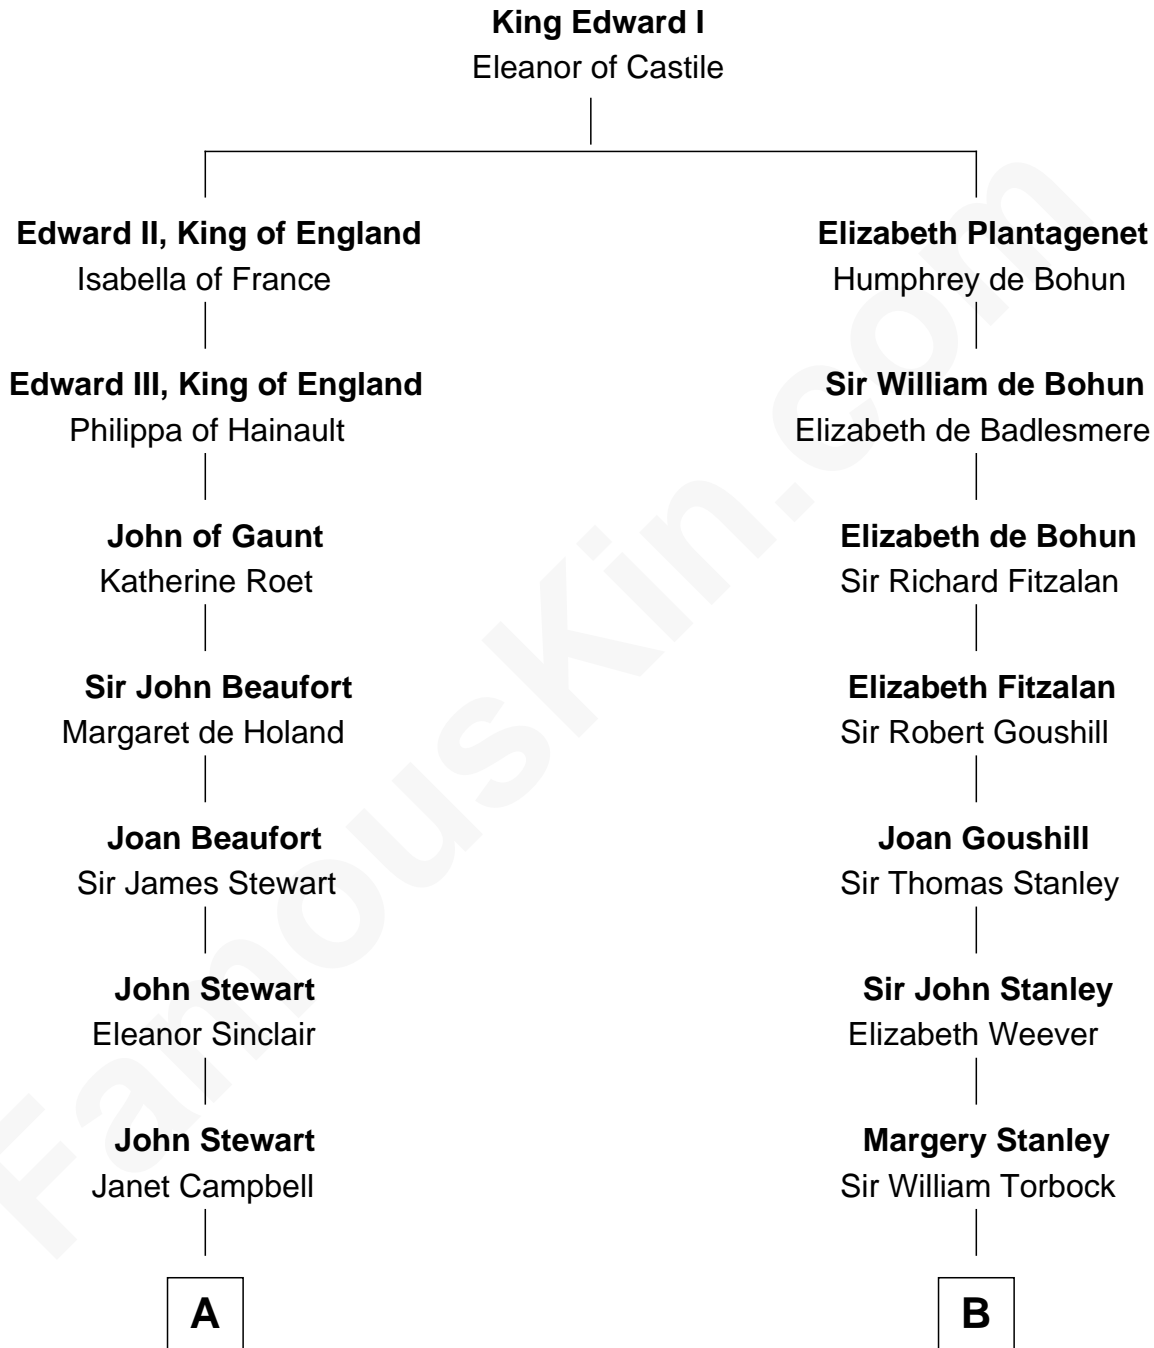 King Edward I
Eleanor of Castile
Edward II, King of England
Isabella of France
Edward III, King of England
Philippa of Hainault
John of Gaunt
Katherine Roet
Sir John Beaufort
Margaret de Holand
Joan Beaufort
Sir James Stewart
John Stewart
Eleanor Sinclair
John Stewart
Janet Campbell
A
Elizabeth Plantagenet
Humphrey de Bohun
Sir William de Bohun
Elizabeth de Badlesmere
Elizabeth de Bohun
Sir Richard Fitzalan
Elizabeth Fitzalan
Sir Robert Goushill
Joan Goushill
Sir Thomas Stanley
Sir John Stanley
Elizabeth Weever
Margery Stanley
Sir William Torbock
B
FamousKin.com